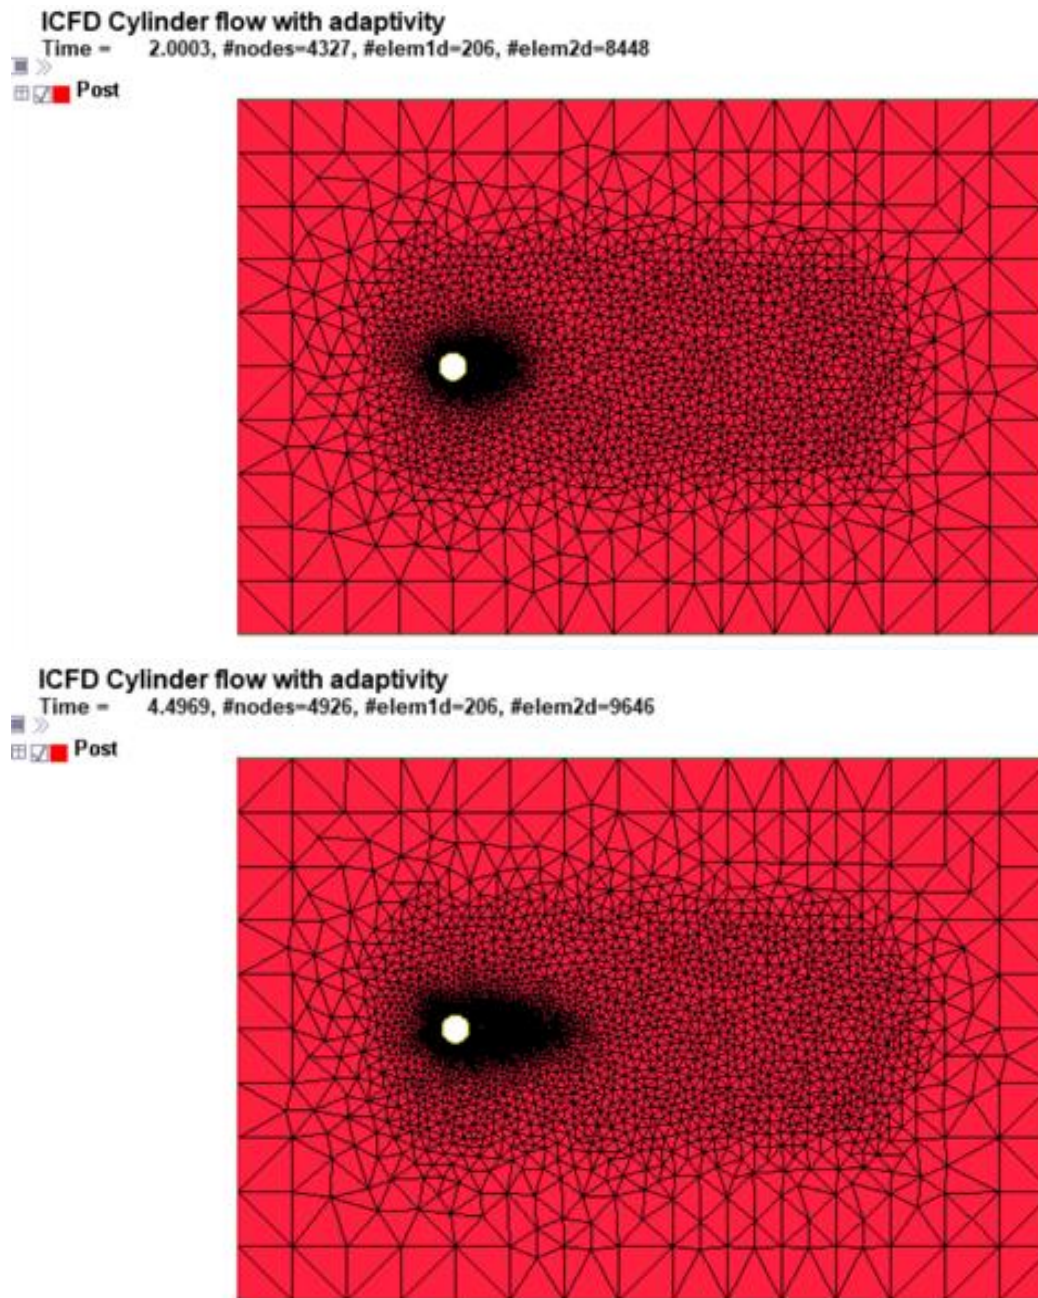 ICFD Cylinder flow with adaptivity
Time = 2.0003, #nodes=4327, #elem1d=206, #elem2d=8448
Post
ICFD Cylinder flow with adaptivity
Time = 4.4969, #nodes=4926, #elem1d=206, #elem2d=9646
Post